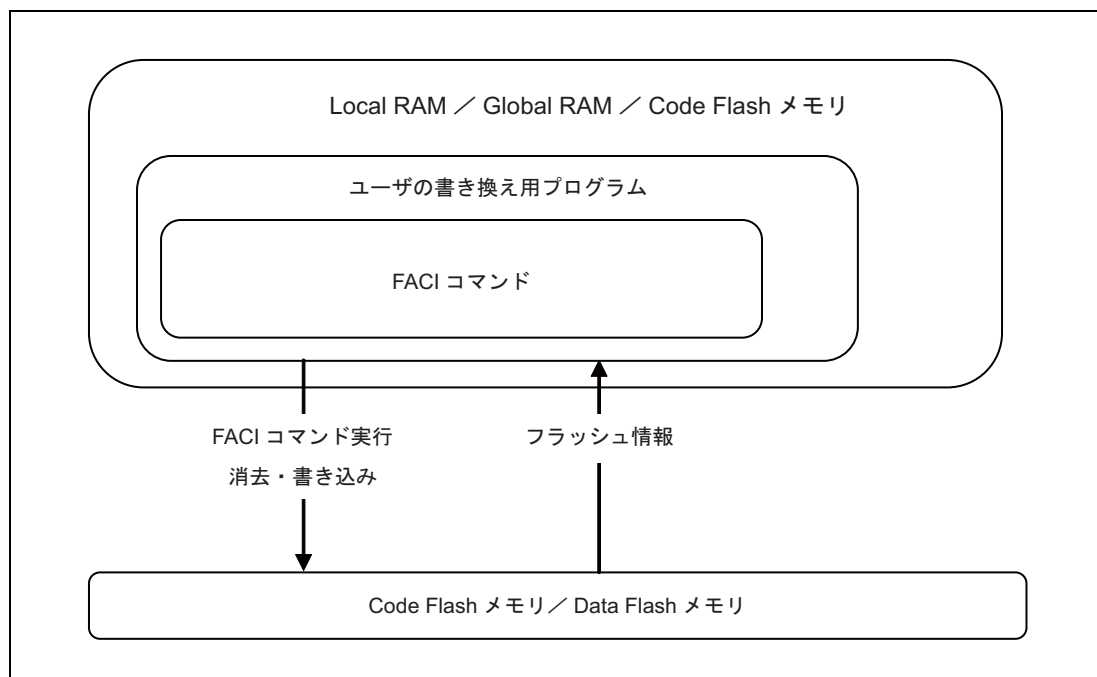 Local RAM ／ Global RAM ／ Code Flash メモリ
ユーザの書き換え用プログラム
FACI コマンド
FACI コマンド実行
消去・書き込み
フラッシュ情報
Code Flash メモリ／ Data Flash メモリ